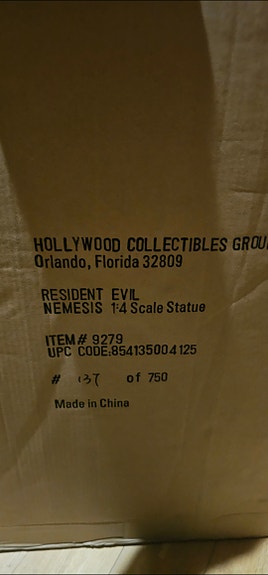 HOLLYWOOD COLLECTIBLES GROU
Orlando, Florida 32809
RESIDENT EVIL
NEMESIS 1:4 Scale Statue
ITEM# 9279
UPC CODE:854135004125
# 137 of 750
Made in China